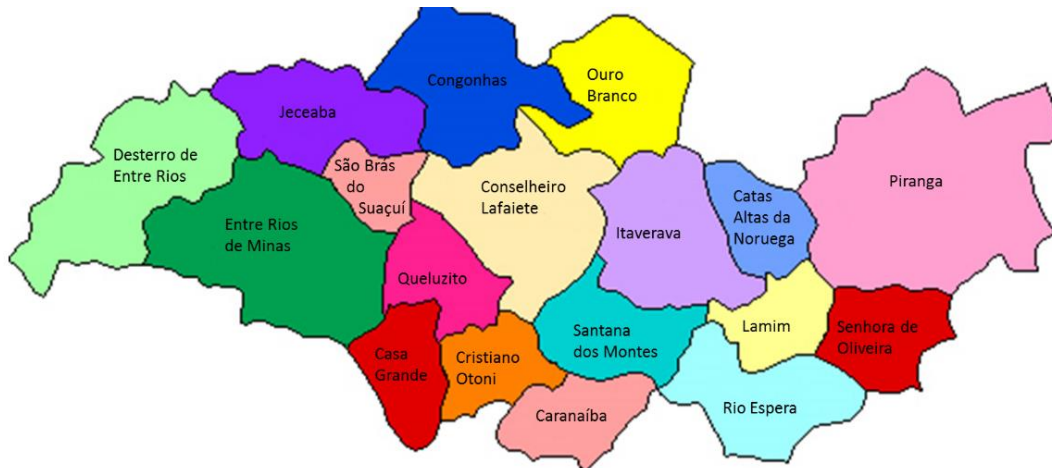 Congonhas
Ouro
Branco
Jeceaba
Desterro de
Entre Rios
São Brás
do
Suaçuí
Conselheiro
Lafaiete
Catas
Altas da
Noruega
Piranga
Entre Rios
de Minas
Itaverava
Queluzito
Santana
dos Montes
Lamim
Senhora de
Oliveira
Casa
Grande
Cristiano
Otoni
Caranaíba
Rio Espera